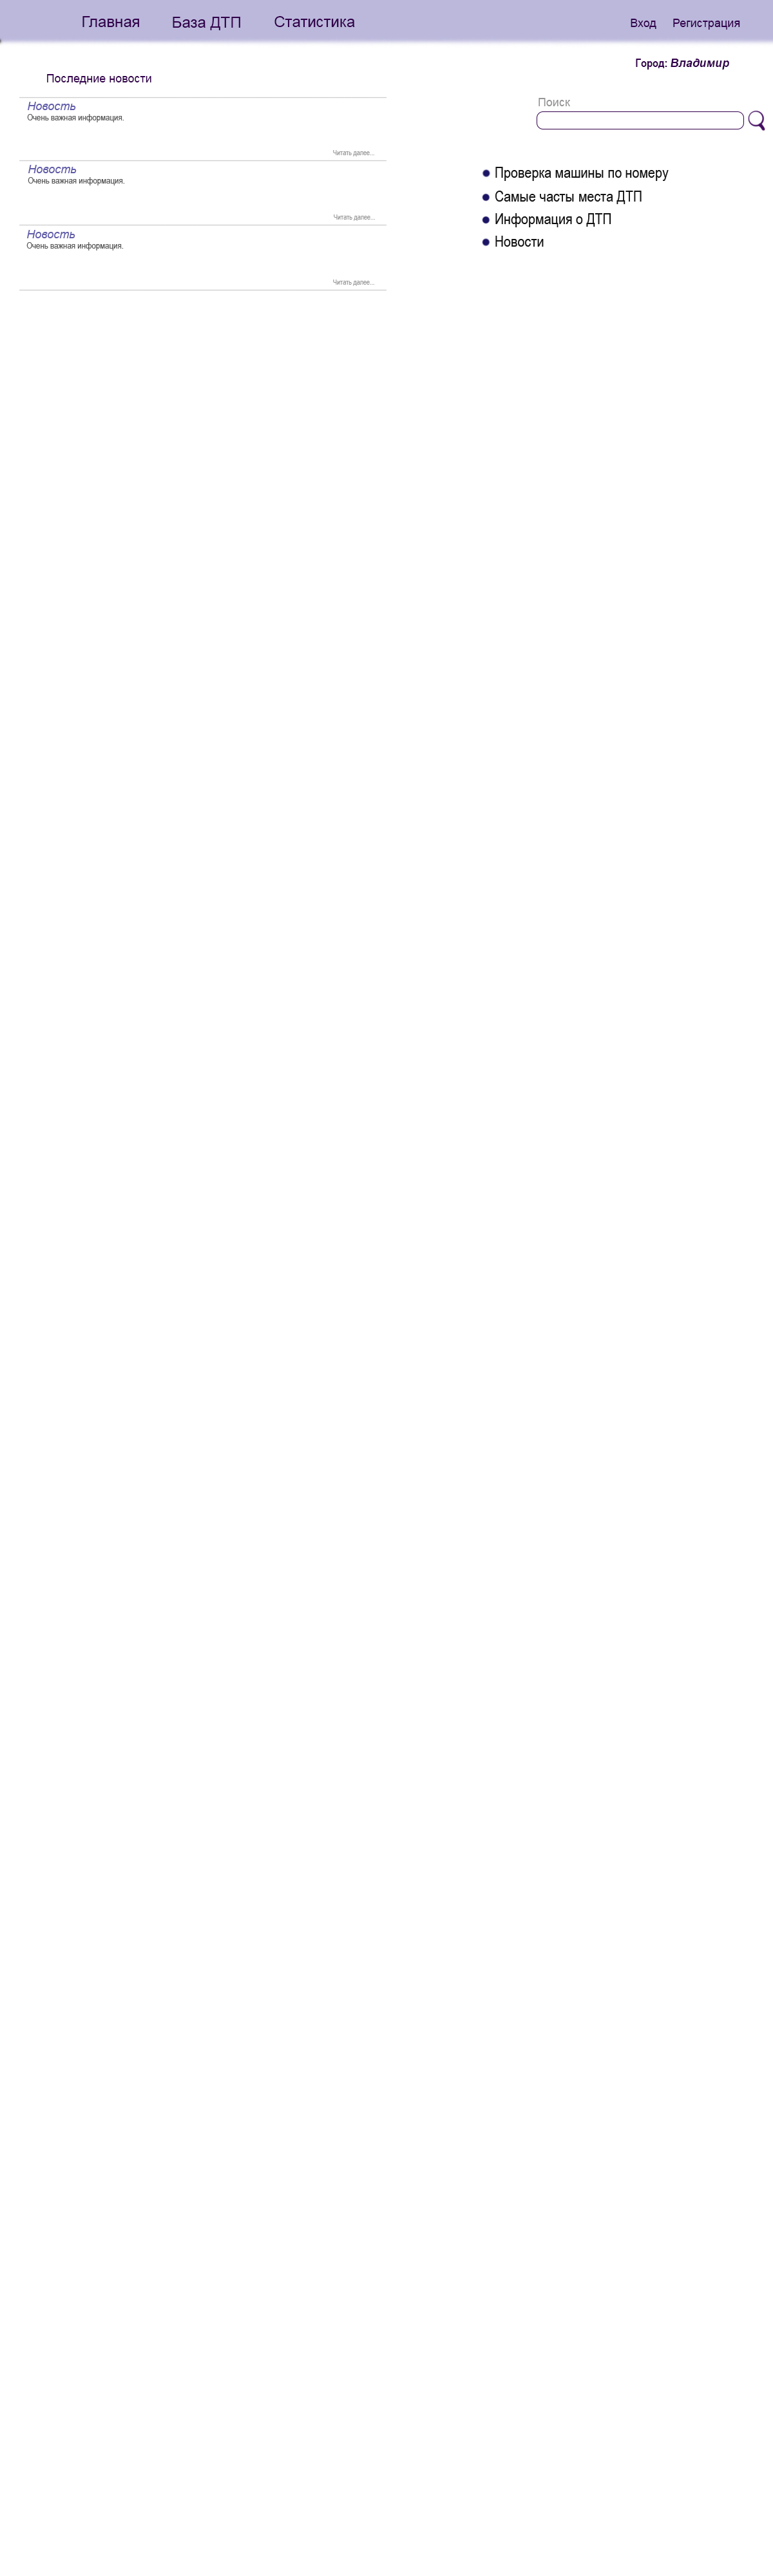 Главная База ДТП Статистика Вход Регистрация
Город: Владимир
Последние новости
Новость
Очень важная информация.
Читать далее...
Новость
Очень важная информация.
Читать далее...
Новость
Очень важная информация.
Читать далее...
Поиск
Проверка машины по номеру
Самые часты места ДТП
Информация о ДТП
Новости